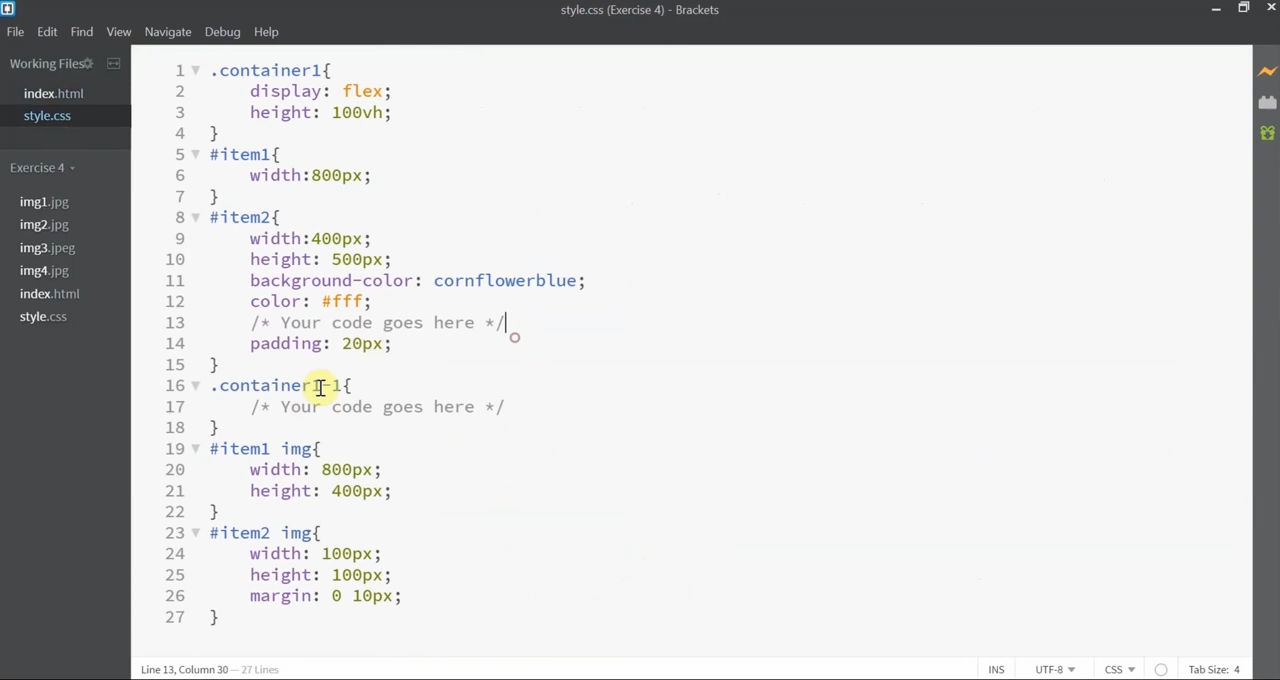 style.css (Exercise 4) - Brackets
File Edit Find View Navigate Debug Help
Working Files
index.html
style.css
Exercise 4
img1.jpg
img2.jpg
img3.jpeg
img4.jpg
index.html
style.css
1 .container1{
2 display: flex;
3 height: 100vh;
4 }
5 #item1{
6 width:800px;
7 }
8 #item2{
9 width:400px;
10 height: 500px;
11 background-color: cornflowerblue;
12 color: #fff;
13 /* Your code goes here */
14 padding: 20px;
15 }
16 .container1-1{
17 /* Your code goes here */
18 }
19 #item1 img{
20 width: 800px;
21 height: 400px;
22 }
23 #item2 img{
24 width: 100px;
25 height: 100px;
26 margin: 0 10px;
27 }
Line 13, Column 30 — 27 Lines
INS UTF-8 CSS Tab Size: 4